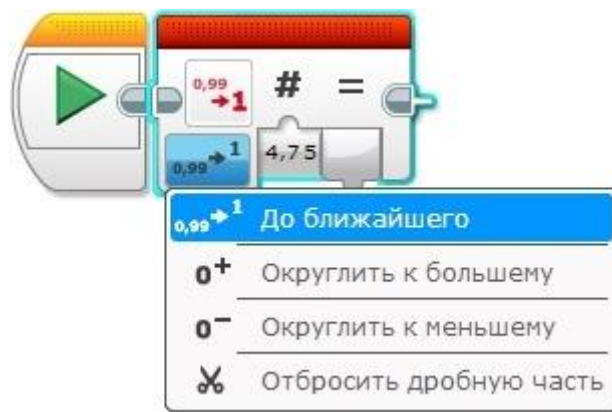 0,99 →1 # =
0,99 →1 4,75
0,99 →1 До ближайшего
0+ Округлить к большему
0− Округлить к меньшему
Отбросить дробную часть